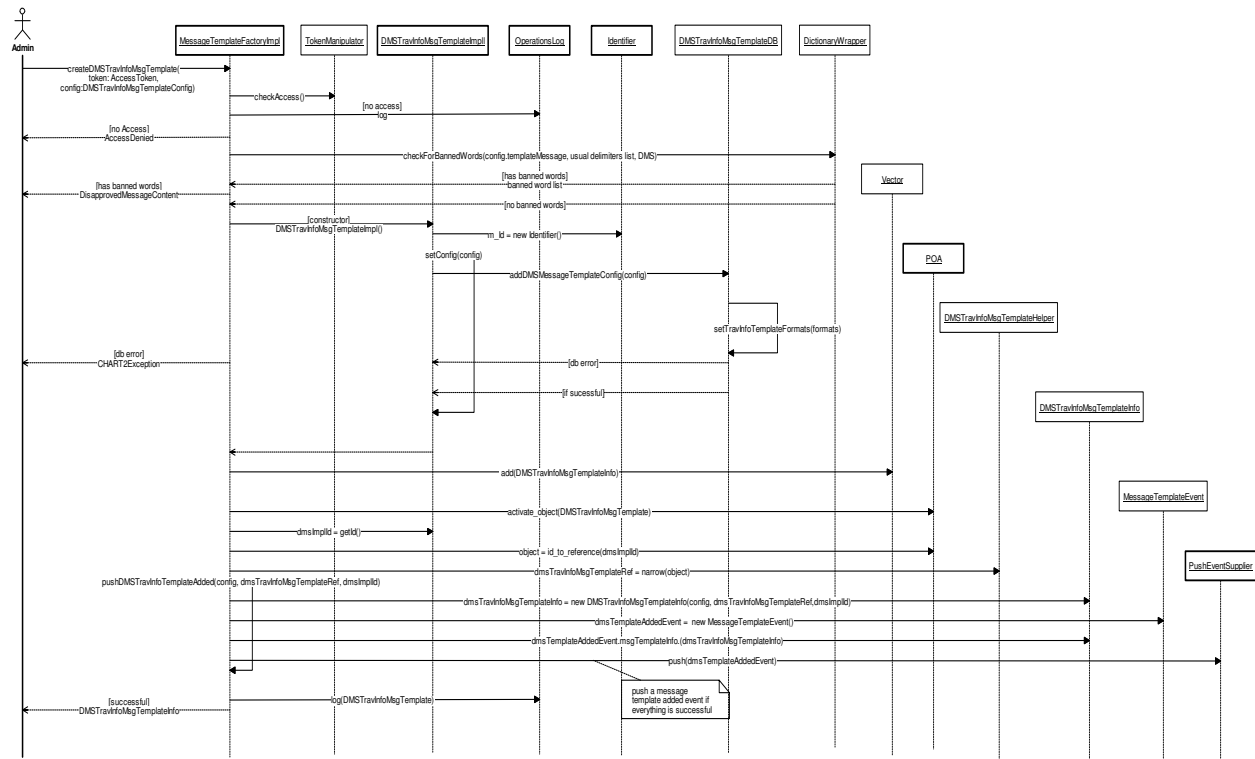 Admin
MessageTemplateFactoryImpl
TokenManipulator
DMSTravInfoMsgTemplateImpll
OperationsLog
Identifier
DMSTravInfoMsgTemplateDB
DictionaryWrapper
createDMSTravInfoMsgTemplate(
token: AccessToken,
config:DMSTravInfoMsgTemplateConfig)
checkAccess()
[no access]
log
[no Access]
AccessDenied
checkForBannedWords(config.templateMessage, usual delimiters list, DMS)
[has banned words]
banned word list
[has banned words]
DisapprovedMessageContent
Vector
[no banned words]
[constructor]
DMSTravInfoMsgTemplateImpl()
m_Id = new Identifier()
setConfig(config)
POA
addDMSMessageTemplateConfig(config)
DMSTravInfoMsgTemplateHelper
setTravInfoTemplateFormats(formats)
[db error]
CHART2Exception
[db error]
[if sucessful]
DMSTravInfoMsgTemplateInfo
add(DMSTravInfoMsgTemplateInfo)
MessageTemplateEvent
activate_object(DMSTravInfoMsgTemplate)
dmsImplId = getId()
object = id_to_reference(dmsImplId)
PushEventSupplier
dmsTravInfoMsgTemplateRef = narrow(object)
pushDMSTravInfoTemplateAdded(config, dmsTravInfoMsgTemplateRef, dmsImplId)
dmsTravInfoMsgTemplateInfo = new DMSTravInfoMsgTemplateInfo(config, dmsTravInfoMsgTemplateRef,dmsImplId)
dmsTemplateAddedEvent = new MessageTemplateEvent()
dmsTemplateAddedEvent.msgTemplateInfo.(dmsTravInfoMsgTemplateInfo)
push(dmsTemplateAddedEvent)
push a message
template added event if
everything is successful
log(DMSTravInfoMsgTemplate)
[successful]
DMSTravInfoMsgTemplateInfo